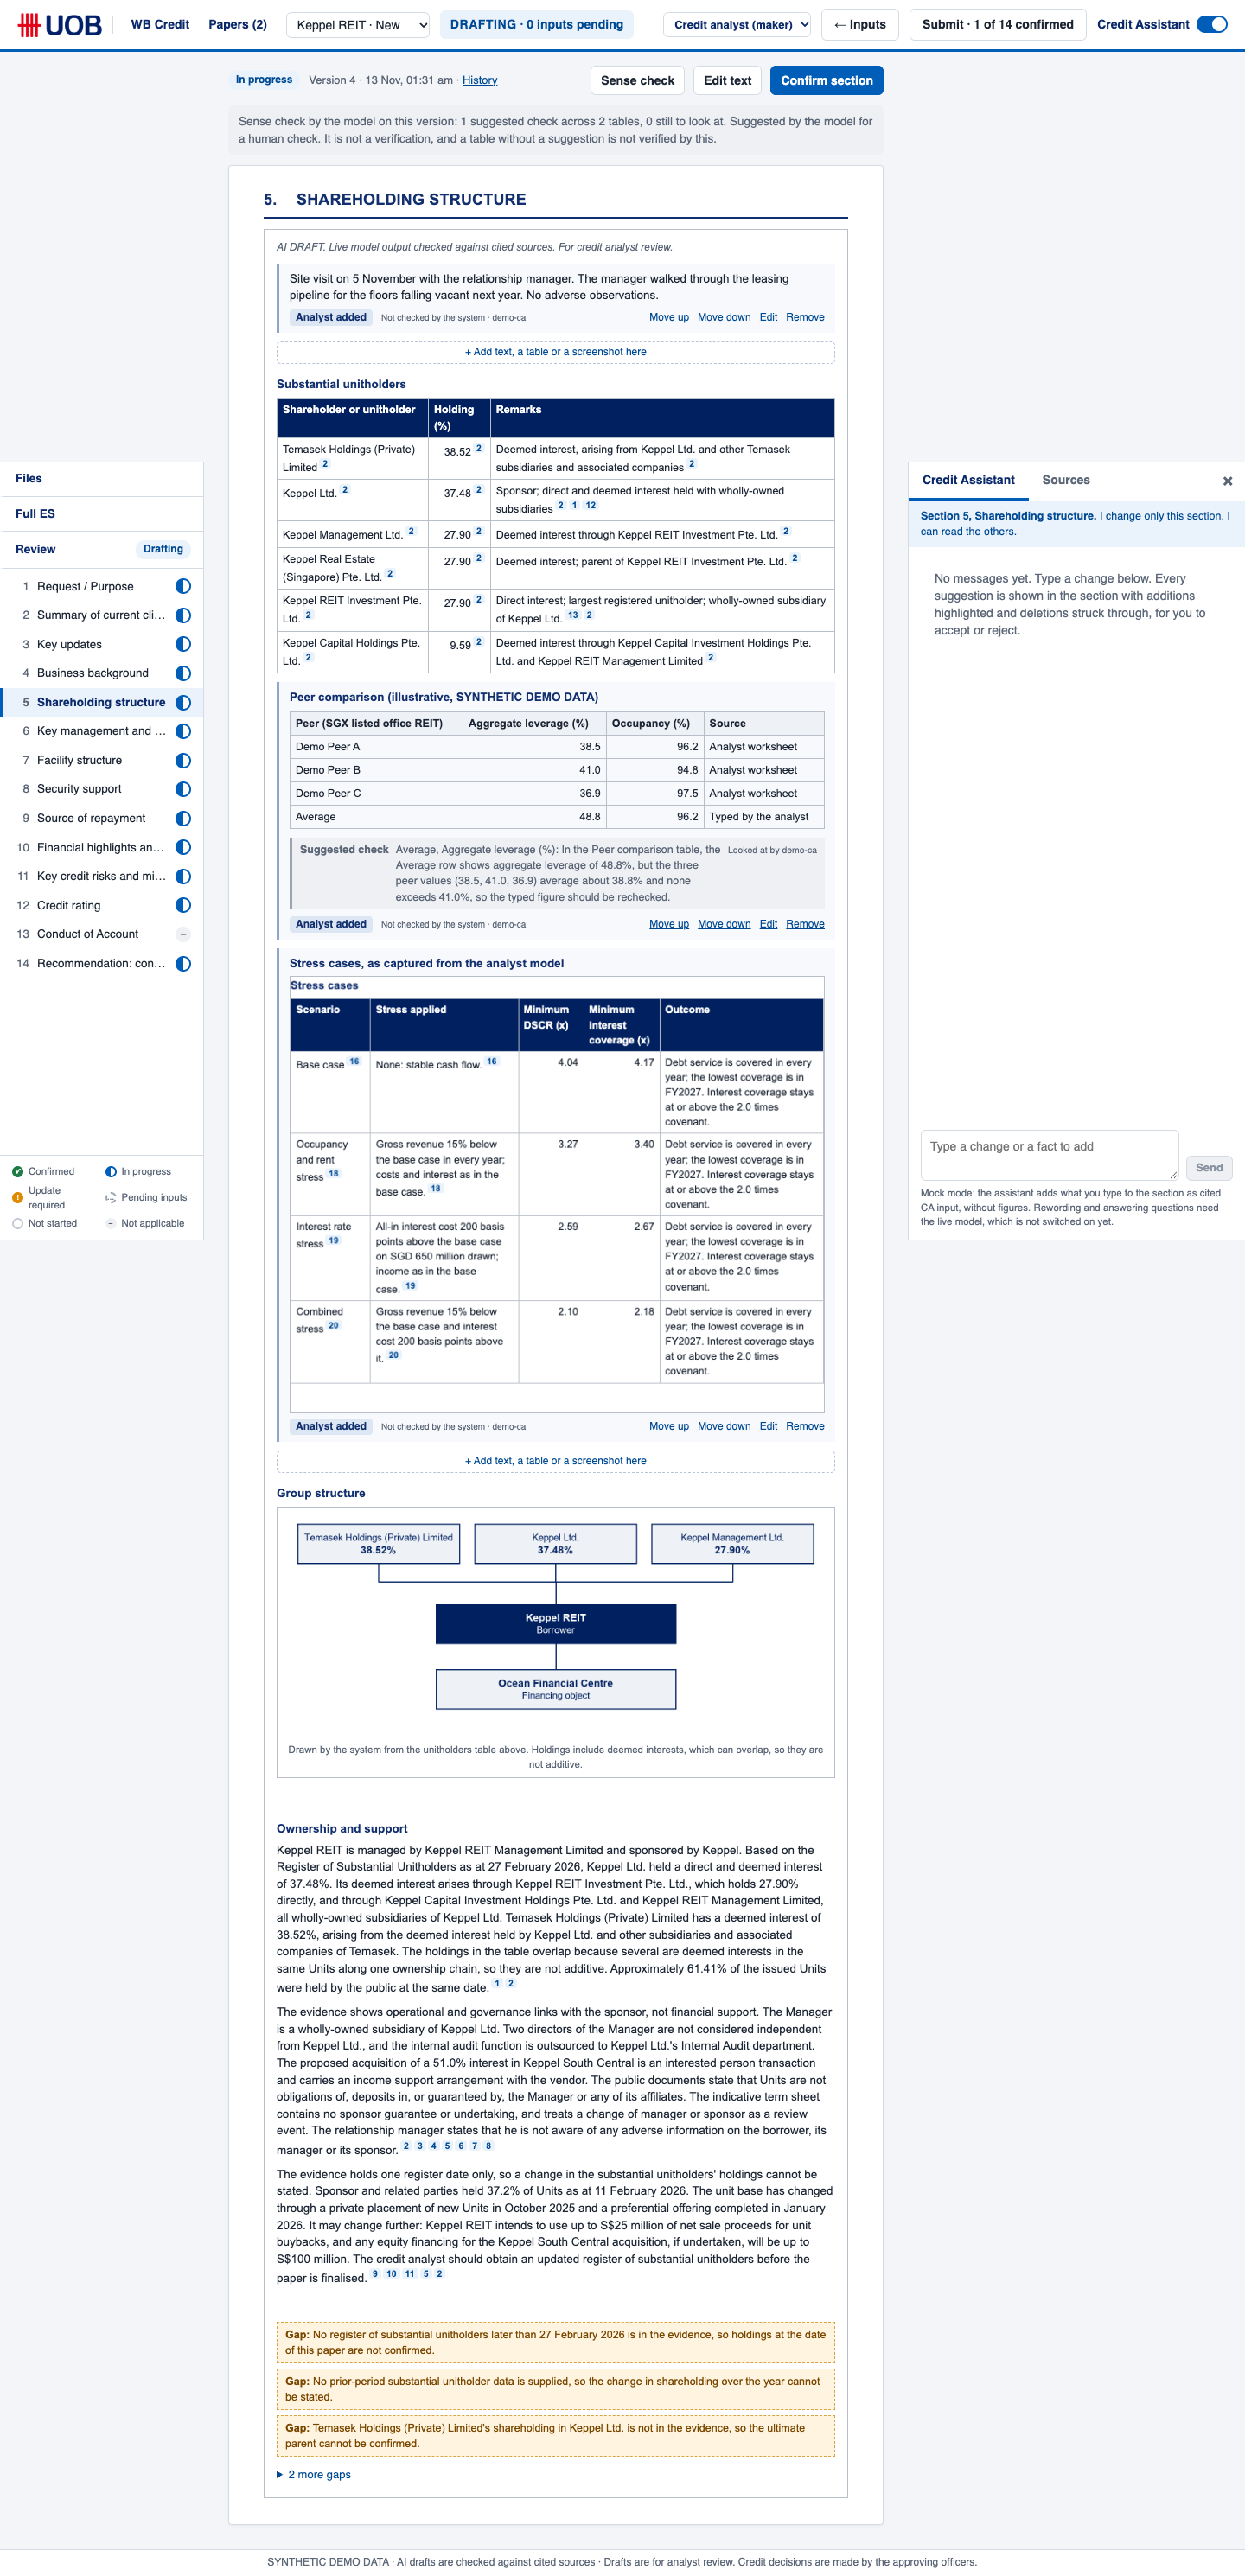 UOB
WB Credit
Papers (2)
Keppel REIT · New
DRAFTING · 0 inputs pending
Credit analyst (maker)
← Inputs
Submit · 1 of 14 confirmed
Credit Assistant
In progress
Version 4 · 13 Nov, 01:31 am · History
Sense check
Edit text
Confirm section
Sense check by the model on this version: 1 suggested check across 2 tables, 0 still to look at. Suggested by the model for
a human check. It is not a verification, and a table without a suggestion is not verified by this.
5. SHAREHOLDING STRUCTURE
AI DRAFT. Live model output checked against cited sources. For credit analyst review.
Site visit on 5 November with the relationship manager. The manager walked through the leasing
pipeline for the floors falling vacant next year. No adverse observations.
Analyst added
Not checked by the system · demo-ca
Move up Move down Edit Remove
+ Add text, a table or a screenshot here
Substantial unitholders
Shareholder or unitholder
Holding
(%)
Remarks
Temasek Holdings (Private)
Limited 2
38.52 2
Deemed interest, arising from Keppel Ltd. and other Temasek
subsidiaries and associated companies 2
Keppel Ltd. 2
37.48 2
Sponsor; direct and deemed interest held with wholly-owned
subsidiaries 2 1 12
Keppel Management Ltd. 2
27.90 2
Deemed interest through Keppel REIT Investment Pte. Ltd. 2
Keppel Real Estate
(Singapore) Pte. Ltd. 2
27.90 2
Deemed interest; parent of Keppel REIT Investment Pte. Ltd. 2
Keppel REIT Investment Pte.
Ltd. 2
27.90 2
Direct interest; largest registered unitholder; wholly-owned subsidiary
of Keppel Ltd. 13 2
Keppel Capital Holdings Pte.
Ltd. 2
9.59 2
Deemed interest through Keppel Capital Investment Holdings Pte.
Ltd. and Keppel REIT Management Limited 2
Peer comparison (illustrative, SYNTHETIC DEMO DATA)
Peer (SGX listed office REIT) Aggregate leverage (%) Occupancy (%) Source
Demo Peer A 38.5 96.2 Analyst worksheet
Demo Peer B 41.0 94.8 Analyst worksheet
Demo Peer C 36.9 97.5 Analyst worksheet
Average 48.8 96.2 Typed by the analyst
Suggested check
Average, Aggregate leverage (%): In the Peer comparison table, the
Average row shows aggregate leverage of 48.8%, but the three
peer values (38.5, 41.0, 36.9) average about 38.8% and none
exceeds 41.0%, so the typed figure should be rechecked.
Looked at by demo-ca
Analyst added
Not checked by the system · demo-ca
Move up Move down Edit Remove
Stress cases, as captured from the analyst model
Stress cases
Scenario
Stress applied
Minimum
DSCR (x)
Minimum
interest
coverage (x)
Outcome
Base case 16
None: stable cash flow. 16
4.04
4.17
Debt service is covered in every
year; the lowest coverage is in
FY2027. Interest coverage stays
at or above the 2.0 times
covenant.
Occupancy
and rent
stress 18
Gross revenue 15% below
the base case in every year;
costs and interest as in the
base case. 18
3.27
3.40
Debt service is covered in every
year; the lowest coverage is in
FY2027. Interest coverage stays
at or above the 2.0 times
covenant.
Interest rate
stress 19
All-in interest cost 200 basis
points above the base case
on SGD 650 million drawn;
income as in the base
case. 19
2.59
2.67
Debt service is covered in every
year; the lowest coverage is in
FY2027. Interest coverage stays
at or above the 2.0 times
covenant.
Combined
stress 20
Gross revenue 15% below
the base case and interest
cost 200 basis points above
it. 20
2.10
2.18
Debt service is covered in every
year; the lowest coverage is in
FY2027. Interest coverage stays
at or above the 2.0 times
covenant.
Analyst added
Not checked by the system · demo-ca
Move up Move down Edit Remove
+ Add text, a table or a screenshot here
Group structure
Temasek Holdings (Private) Limited
38.52%
Keppel Ltd.
37.48%
Keppel Management Ltd.
27.90%
Keppel REIT
Borrower
Ocean Financial Centre
Financing object
Drawn by the system from the unitholders table above. Holdings include deemed interests, which can overlap, so they are
not additive.
Ownership and support
Keppel REIT is managed by Keppel REIT Management Limited and sponsored by Keppel. Based on the
Register of Substantial Unitholders as at 27 February 2026, Keppel Ltd. held a direct and deemed interest
of 37.48%. Its deemed interest arises through Keppel REIT Investment Pte. Ltd., which holds 27.90%
directly, and through Keppel Capital Investment Holdings Pte. Ltd. and Keppel REIT Management Limited,
all wholly-owned subsidiaries of Keppel Ltd. Temasek Holdings (Private) Limited has a deemed interest of
38.52%, arising from the deemed interest held by Keppel Ltd. and other subsidiaries and associated
companies of Temasek. The holdings in the table overlap because several are deemed interests in the
same Units along one ownership chain, so they are not additive. Approximately 61.41% of the issued Units
were held by the public at the same date. 1 2
The evidence shows operational and governance links with the sponsor, not financial support. The Manager
is a wholly-owned subsidiary of Keppel Ltd. Two directors of the Manager are not considered independent
from Keppel Ltd., and the internal audit function is outsourced to Keppel Ltd.'s Internal Audit department.
The proposed acquisition of a 51.0% interest in Keppel South Central is an interested person transaction
and carries an income support arrangement with the vendor. The public documents state that Units are not
obligations of, deposits in, or guaranteed by, the Manager or any of its affiliates. The indicative term sheet
contains no sponsor guarantee or undertaking, and treats a change of manager or sponsor as a review
event. The relationship manager states that he is not aware of any adverse information on the borrower, its
manager or its sponsor. 2 3 4 5 6 7 8
The evidence holds one register date only, so a change in the substantial unitholders' holdings cannot be
stated. Sponsor and related parties held 37.2% of Units as at 11 February 2026. The unit base has changed
through a private placement of new Units in October 2025 and a preferential offering completed in January
2026. It may change further: Keppel REIT intends to use up to S$25 million of net sale proceeds for unit
buybacks, and any equity financing for the Keppel South Central acquisition, if undertaken, will be up to
S$100 million. The credit analyst should obtain an updated register of substantial unitholders before the
paper is finalised. 9 10 11 5 2
Gap: No register of substantial unitholders later than 27 February 2026 is in the evidence, so holdings at the date
of this paper are not confirmed.
Gap: No prior-period substantial unitholder data is supplied, so the change in shareholding over the year cannot
be stated.
Gap: Temasek Holdings (Private) Limited's shareholding in Keppel Ltd. is not in the evidence, so the ultimate
parent cannot be confirmed.
2 more gaps
Files
Full ES
Review
Drafting
1 Request / Purpose
2 Summary of current cli...
3 Key updates
4 Business background
5 Shareholding structure
6 Key management and ...
7 Facility structure
8 Security support
9 Source of repayment
10 Financial highlights an...
11 Key credit risks and mi...
12 Credit rating
13 Conduct of Account
14 Recommendation: con...
Confirmed
In progress
Update
required
Pending inputs
Not started
Not applicable
Credit Assistant
Sources
×
Section 5, Shareholding structure. I change only this section. I
can read the others.
No messages yet. Type a change below. Every
suggestion is shown in the section with additions
highlighted and deletions struck through, for you to
accept or reject.
Type a change or a fact to add
Send
Mock mode: the assistant adds what you type to the section as cited
CA input, without figures. Rewording and answering questions need
the live model, which is not switched on yet.
SYNTHETIC DEMO DATA · AI drafts are checked against cited sources · Drafts are for analyst review. Credit decisions are made by the approving officers.